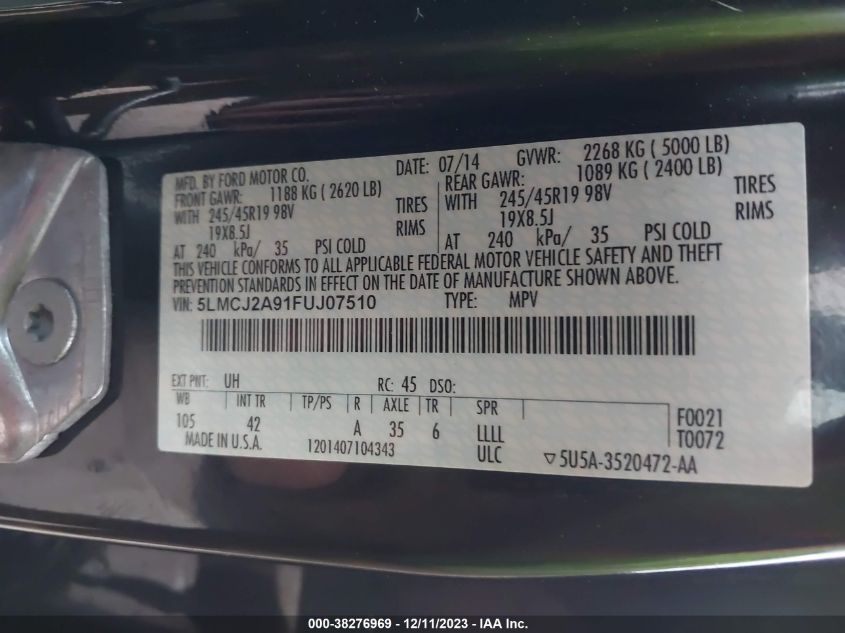 MFD. BY FORD MOTOR CO. DATE: 07/14 GVWR: 2268 KG ( 5000 LB)
FRONT GAWR: 1188 KG ( 2620 LB) REAR GAWR: 1089 KG ( 2400 LB)
WITH 245/45R19 98V TIRES WITH 245/45R19 98V TIRES
19X8.5J RIMS 19X8.5J RIMS
AT 240 kPa/ 35 PSI COLD AT 240 kPa/ 35 PSI COLD
THIS VEHICLE CONFORMS TO ALL APPLICABLE FEDERAL MOTOR VEHICLE SAFETY AND THEFT
PREVENTION STANDARDS IN EFFECT ON THE DATE OF MANUFACTURE SHOWN ABOVE.
VIN: 5LMCJ2A91FUJ07510 TYPE: MPV
EXT PNT: UH RC: 45 DSO:
WB INT TR TP/PS R AXLE TR SPR F0021
105 42 A 35 6 LLLL T0072
MADE IN U.S.A. 1201407104343 ULC ▽5U5A-3520472-AA
000-38276969 - 12/11/2023 - IAA Inc.